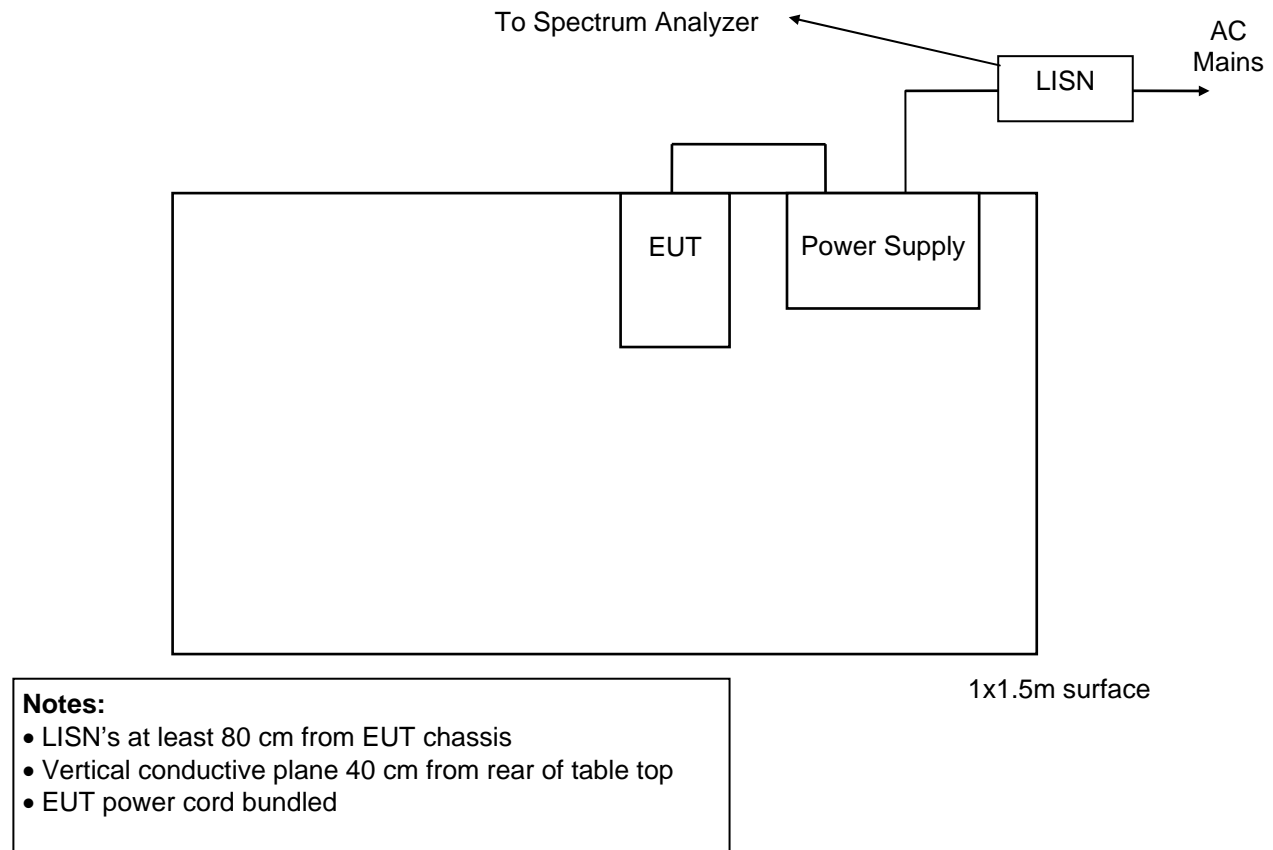 To Spectrum Analyzer
AC
Mains
LISN
EUT
Power Supply
1x1.5m surface
Notes:
• LISN's at least 80 cm from EUT chassis
• Vertical conductive plane 40 cm from rear of table top
• EUT power cord bundled